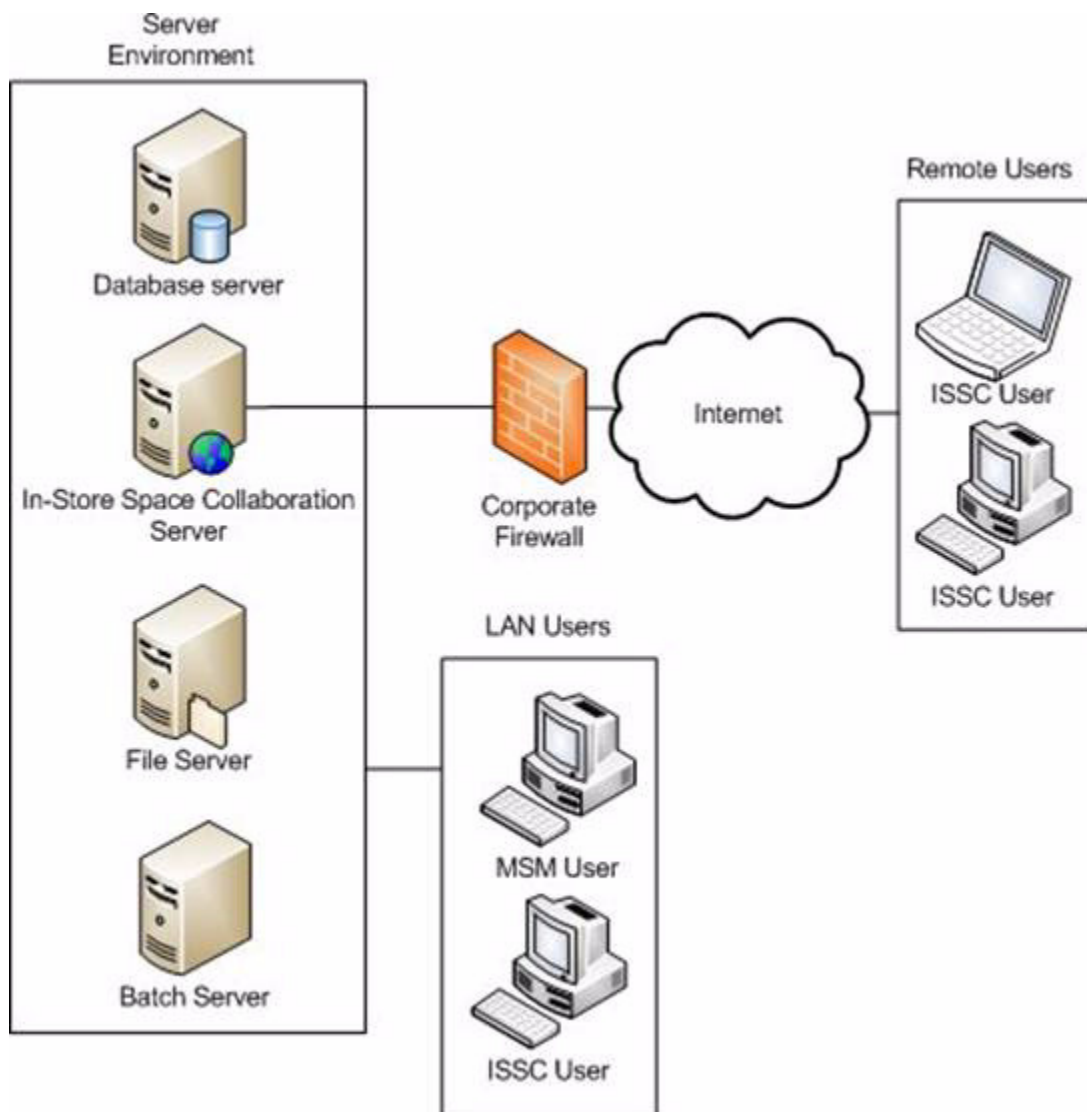 Server
Environment
Database server
In-Store Space Collaboration
Server
File Server
Batch Server
Corporate
Firewall
Internet
Remote Users
ISSC User
ISSC User
LAN Users
MSM User
ISSC User